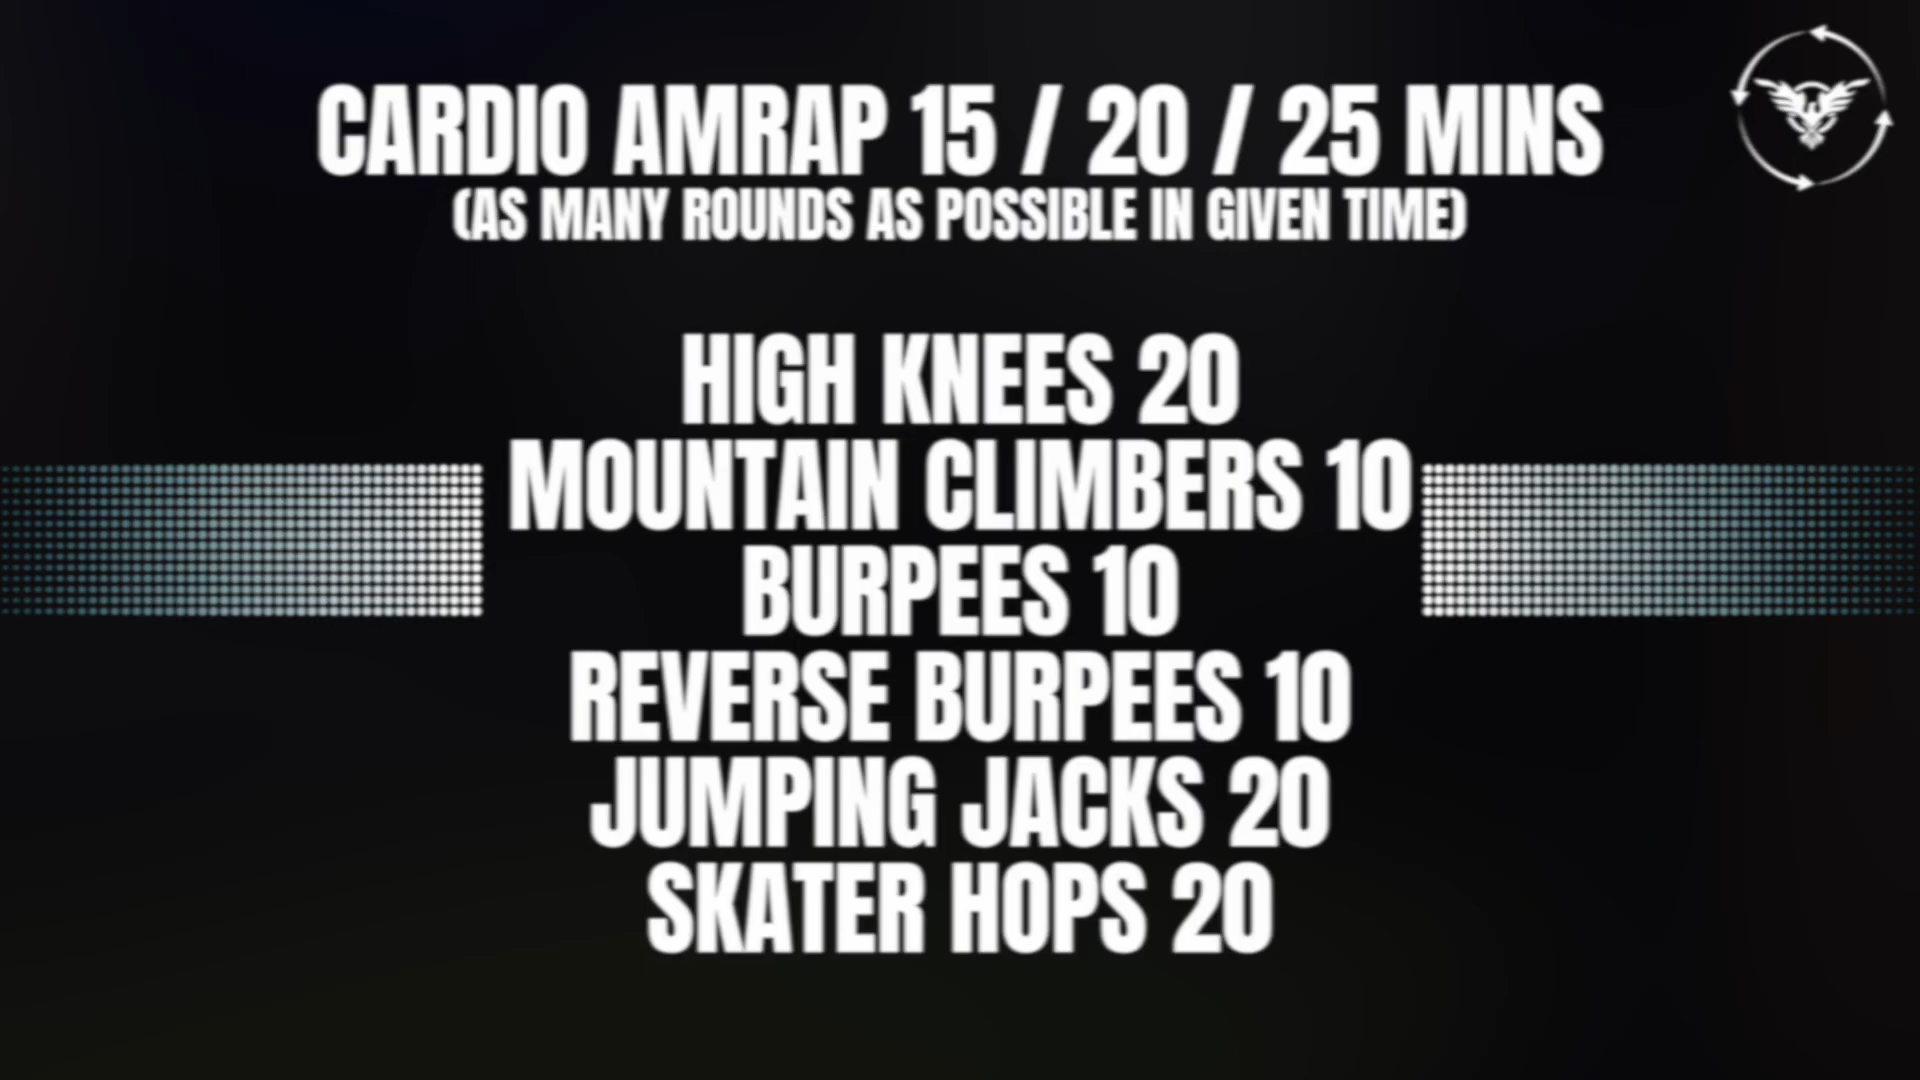 CARDIO AMRAP 15 / 20 / 25 MINS
(AS MANY ROUNDS AS POSSIBLE IN GIVEN TIME)
HIGH KNEES 20
MOUNTAIN CLIMBERS 10
BURPEES 10
REVERSE BURPEES 10
JUMPING JACKS 20
SKATER HOPS 20